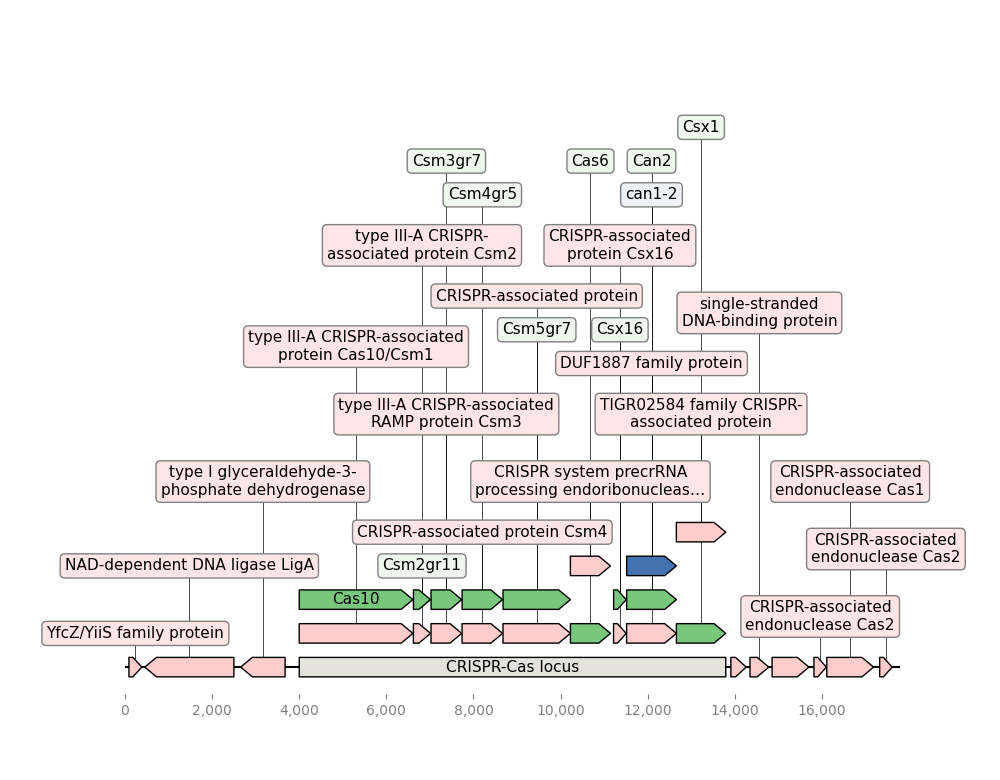 Csx1
Csm3gr7
Cas6
Can2
Csm4gr5
can1-2
type III-A CRISPR-
associated protein Csm2
CRISPR-associated
protein Csx16
CRISPR-associated protein
single-stranded
DNA-binding protein
Csm5gr7
Csx16
type III-A CRISPR-associated
protein Cas10/Csm1
DUF1887 family protein
type III-A CRISPR-associated
RAMP protein Csm3
TIGR02584 family CRISPR-
associated protein
type I glyceraldehyde-3-
phosphate dehydrogenase
CRISPR system precrRNA
processing endoribonucleas...
CRISPR-associated
endonuclease Cas1
CRISPR-associated protein Csm4
CRISPR-associated
endonuclease Cas2
NAD-dependent DNA ligase LigA
Csm2gr11
Cas10
CRISPR-associated
endonuclease Cas2
YfcZ/YiiS family protein
CRISPR-Cas locus
0
2,000
4,000
6,000
8,000
10,000
12,000
14,000
16,000